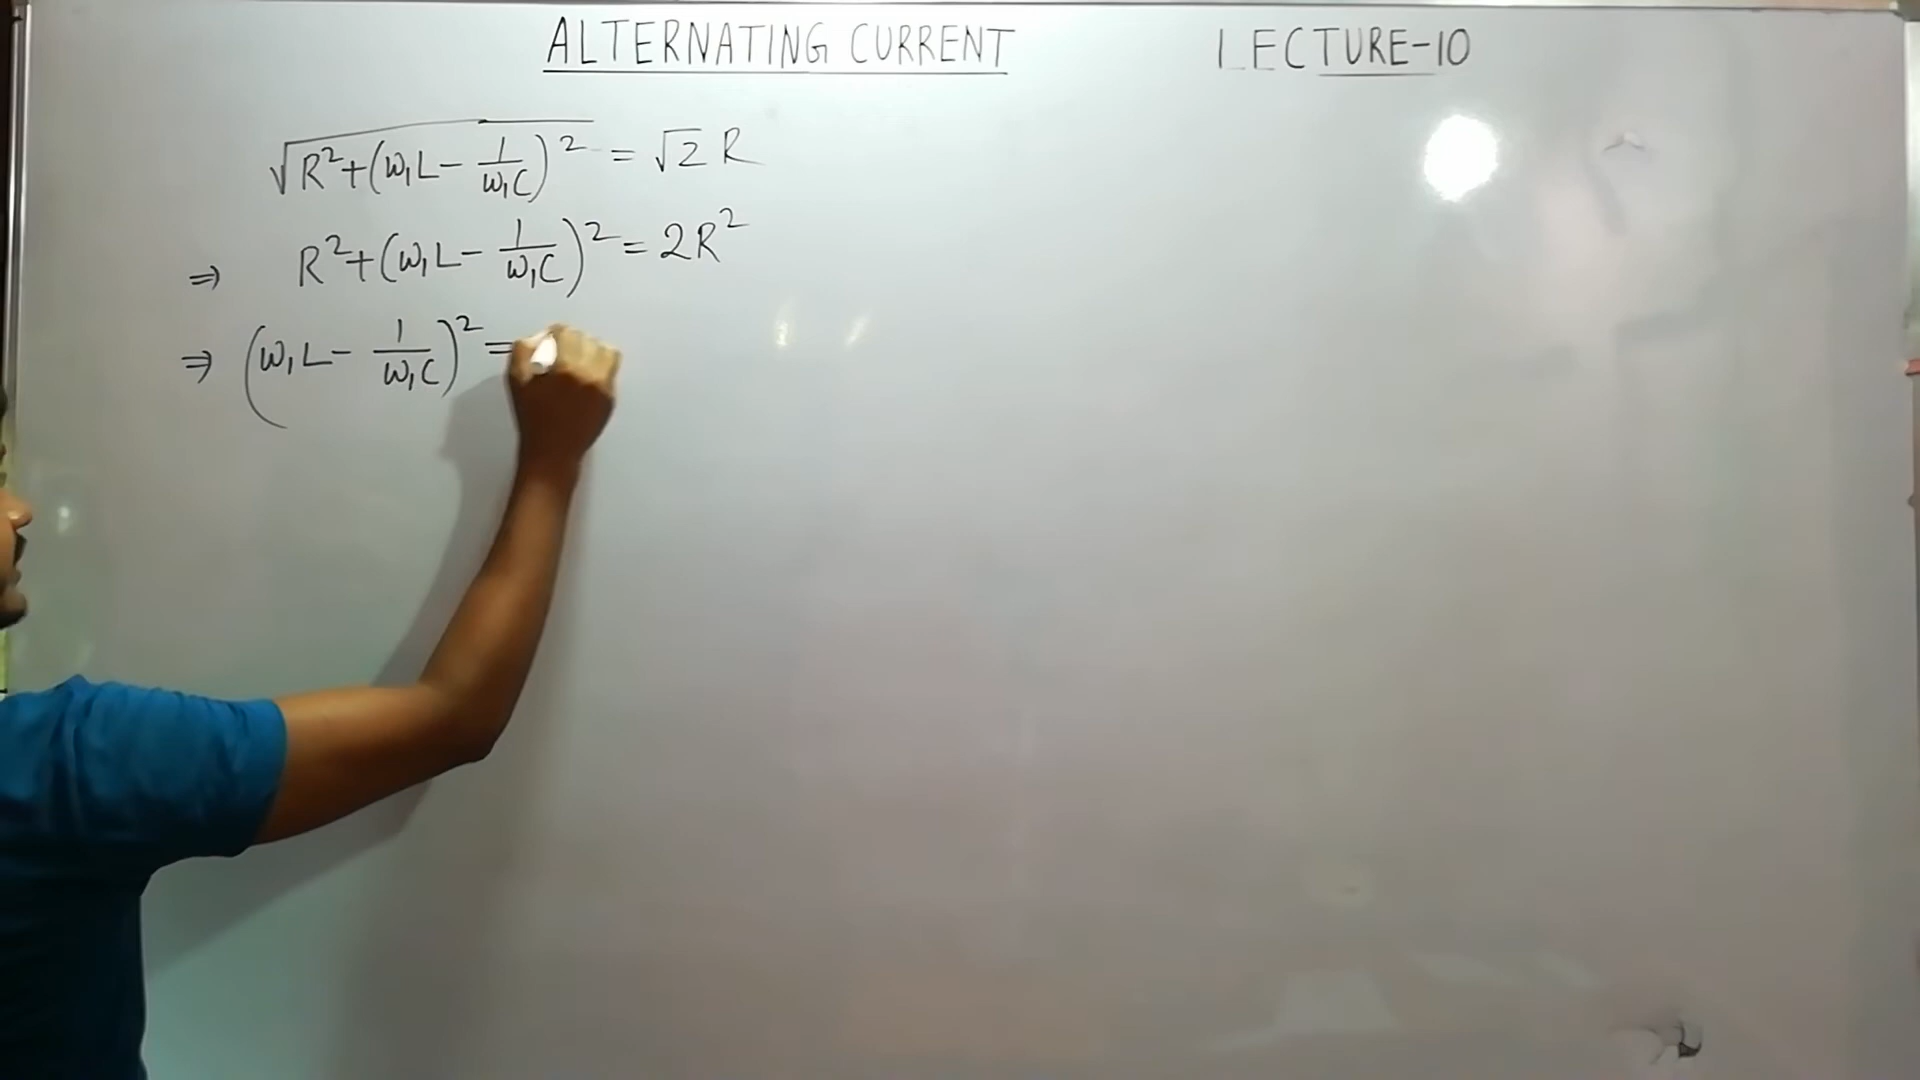 ALTERNATING CURRENT LECTURE-10
√(R²+(ω₁L - 1/ω₁C)²) = √2 R
⇒ R²+(ω₁L - 1/ω₁C)² = 2R²
⇒ (ω₁L - 1/ω₁C)² =